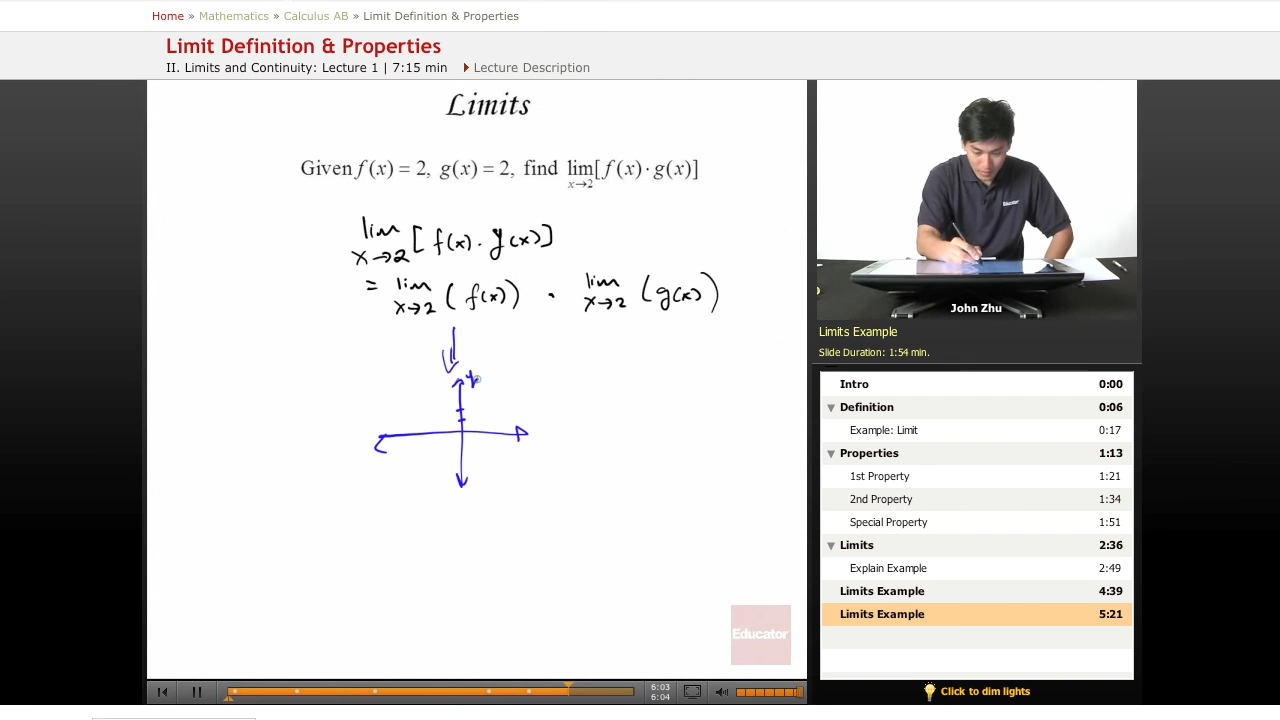 Home » Mathematics » Calculus AB » Limit Definition & Properties
Limit Definition & Properties
II. Limits and Continuity: Lecture 1 | 7:15 min Lecture Description
Limits
Given f(x) = 2, g(x) = 2, find lim x→2 [f(x)·g(x)]
lim x→2 [f(x)·g(x)]
= lim x→2 (f(x)) · lim x→2 (g(x))
Educator
Educator
John Zhu
Limits Example
Slide Duration: 1:54 min.
Intro 0:00
Definition 0:06
Example: Limit 0:17
Properties 1:13
1st Property 1:21
2nd Property 1:34
Special Property 1:51
Limits 2:36
Explain Example 2:49
Limits Example 4:39
Limits Example 5:21
6:03
6:04
Click to dim lights